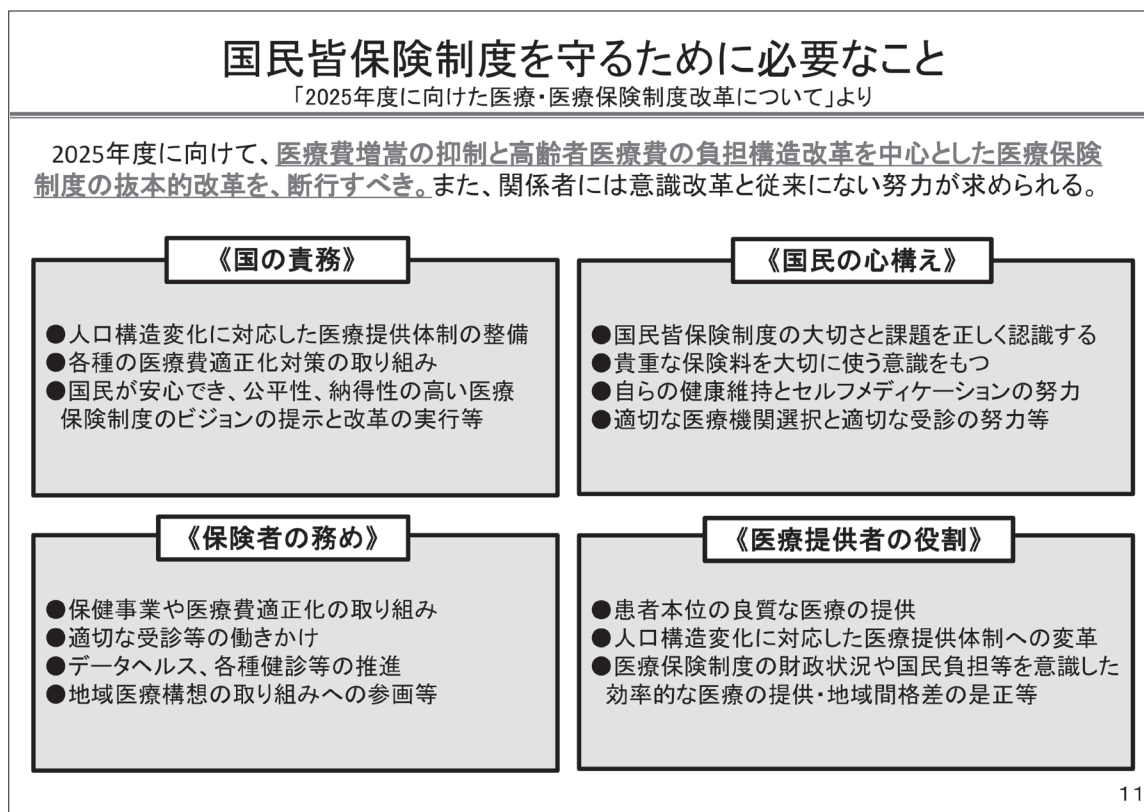 国民皆保険制度を守るために必要なこと
「2025年度に向けた医療・医療保険制度改革について」より
2025年度に向けて、医療費増嵩の抑制と高齢者医療費の負担構造改革を中心とした医療保険
制度の抜本的改革を、断行すべき。また、関係者には意識改革と従来にない努力が求められる。
《国の責務》
●人口構造変化に対応した医療提供体制の整備
●各種の医療費適正化対策の取り組み
●国民が安心でき、公平性、納得性の高い医療
保険制度のビジョンの提示と改革の実行等
《国民の心構え》
●国民皆保険制度の大切さと課題を正しく認識する
●貴重な保険料を大切に使う意識をもつ
●自らの健康維持とセルフメディケーションの努力
●適切な医療機関選択と適切な受診の努力等
《保険者の務め》
●保健事業や医療費適正化の取り組み
●適切な受診等の働きかけ
●データヘルス、各種健診等の推進
●地域医療構想の取り組みへの参画等
《医療提供者の役割》
●患者本位の良質な医療の提供
●人口構造変化に対応した医療提供体制への変革
●医療保険制度の財政状況や国民負担等を意識した
効率的な医療の提供・地域間格差の是正等
11